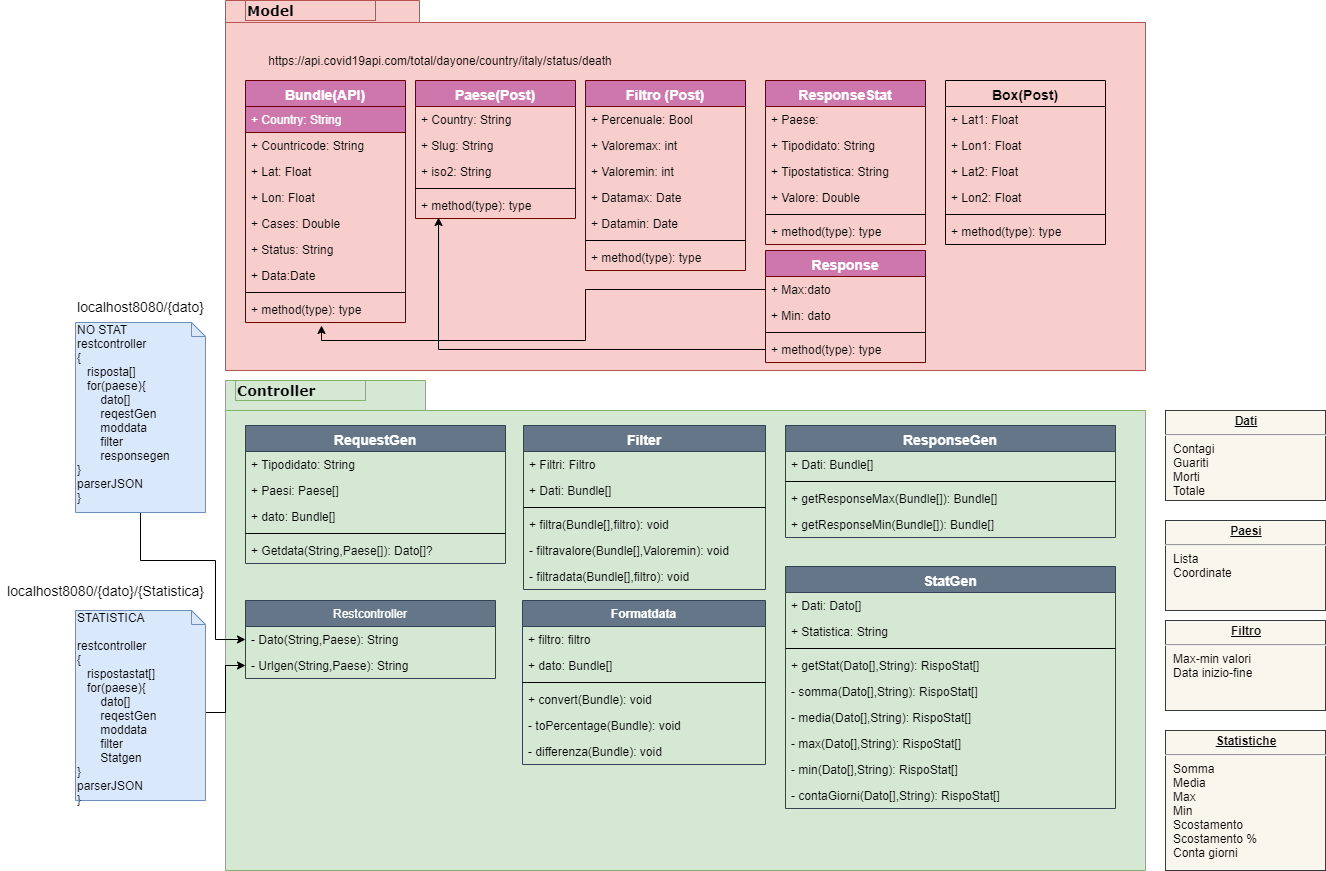 Model
https://api.covid19api.com/total/dayone/country/italy/status/death
Bundle(API)
+ Country: String
+ Countricode: String
+ Lat: Float
+ Lon: Float
+ Cases: Double
+ Status: String
+ Data:Date
+ method(type): type
Paese(Post)
+ Country: String
+ Slug: String
+ iso2: String
+ method(type): type
Filtro (Post)
+ Percenuale: Bool
+ Valoremax: int
+ Valoremin: int
+ Datamax: Date
+ Datamin: Date
+ method(type): type
ResponseStat
+ Paese:
+ Tipodidato: String
+ Tipostatistica: String
+ Valore: Double
+ method(type): type
Box(Post)
+ Lat1: Float
+ Lon1: Float
+ Lat2: Float
+ Lon2: Float
+ method(type): type
Response
+ Max:dato
+ Min: dato
+ method(type): type
localhost8080/{dato}
NO STAT
restcontroller
{
risposta[]
for(paese){
dato[]
reqestGen
moddata
filter
responsegen
}
parserJSON
}
localhost8080/{dato}/{Statistica}
STATISTICA
restcontroller
{
rispostastat[]
for(paese){
dato[]
reqestGen
moddata
filter
Statgen
}
parserJSON
}
Controller
RequestGen
+ Tipodidato: String
+ Paesi: Paese[]
+ dato: Bundle[]
+ Getdata(String,Paese[]): Dato[]?
Filter
+ Filtri: Filtro
+ Dati: Bundle[]
+ filtra(Bundle[],filtro): void
- filtravalore(Bundle[],Valoremin): void
- filtradata(Bundle[],filtro): void
ResponseGen
+ Dati: Bundle[]
+ getResponseMax(Bundle[]): Bundle[]
+ getResponseMin(Bundle[]): Bundle[]
Restcontroller
- Dato(String,Paese): String
- Urlgen(String,Paese): String
Formatdata
+ filtro: filtro
+ dato: Bundle[]
+ convert(Bundle): void
- toPercentage(Bundle): void
- differenza(Bundle): void
StatGen
+ Dati: Dato[]
+ Statistica: String
+ getStat(Dato[],String): RispoStat[]
- somma(Dato[],String): RispoStat[]
- media(Dato[],String): RispoStat[]
- max(Dato[],String): RispoStat[]
- min(Dato[],String): RispoStat[]
- contaGiorni(Dato[],String): RispoStat[]
Dati
Contagi
Guariti
Morti
Totale
Paesi
Lista
Coordinate
Filtro
Max-min valori
Data inizio-fine
Statistiche
Somma
Media
Max
Min
Scostamento
Scostamento %
Conta giorni